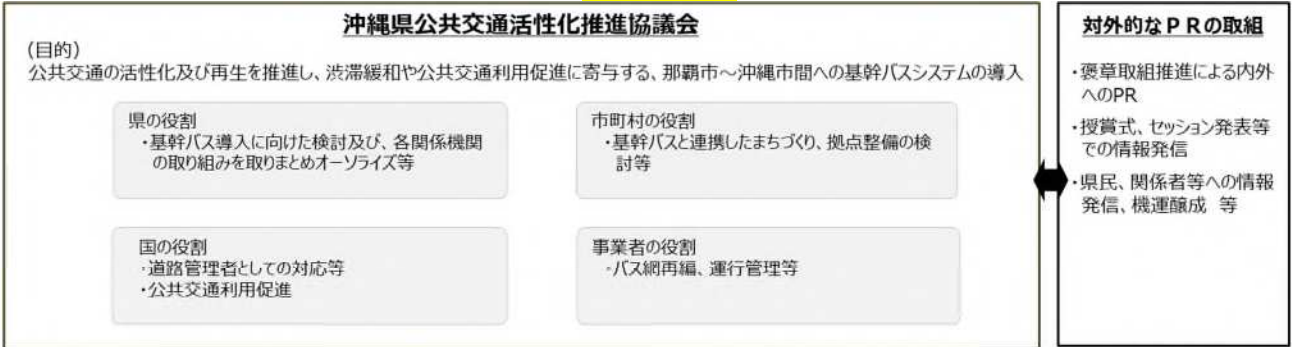 沖縄県公共交通活性化推進協議会
(目的)
公共交通の活性化及び再生を推進し、渋滞緩和や公共交通利用促進に寄与する、那覇市～沖縄市間への基幹バスシステムの導入
県の役割
・基幹バス導入に向けた検討及び、各関係機関
の取り組みを取りまとめオーソライズ等
市町村の役割
・基幹バスと連携したまちづくり、拠点整備の検
討等
国の役割
・道路管理者としての対応等
・公共交通利用促進
事業者の役割
・バス網再編、運行管理等
対外的なＰＲの取組
・褒章取組推進による内外
へのPR
・授賞式、セッション発表等
での情報発信
・県民、関係者等への情報
発信、機運醸成　等